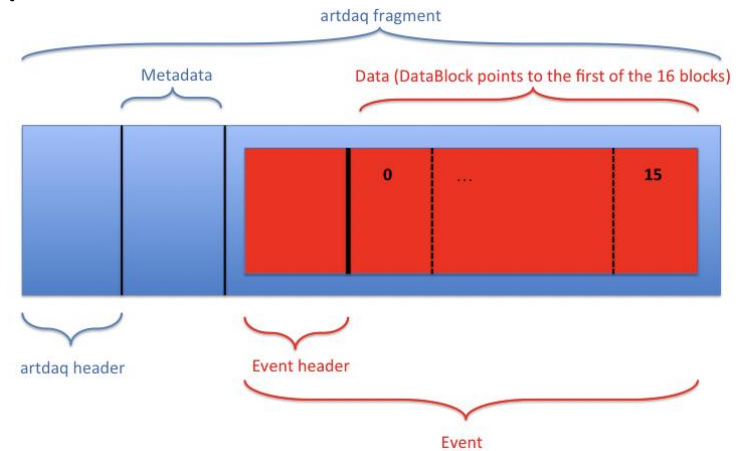 artdaq fragment
Metadata
Data (DataBlock points to the first of the 16 blocks)
0
...
15
artdaq header
Event header
Event